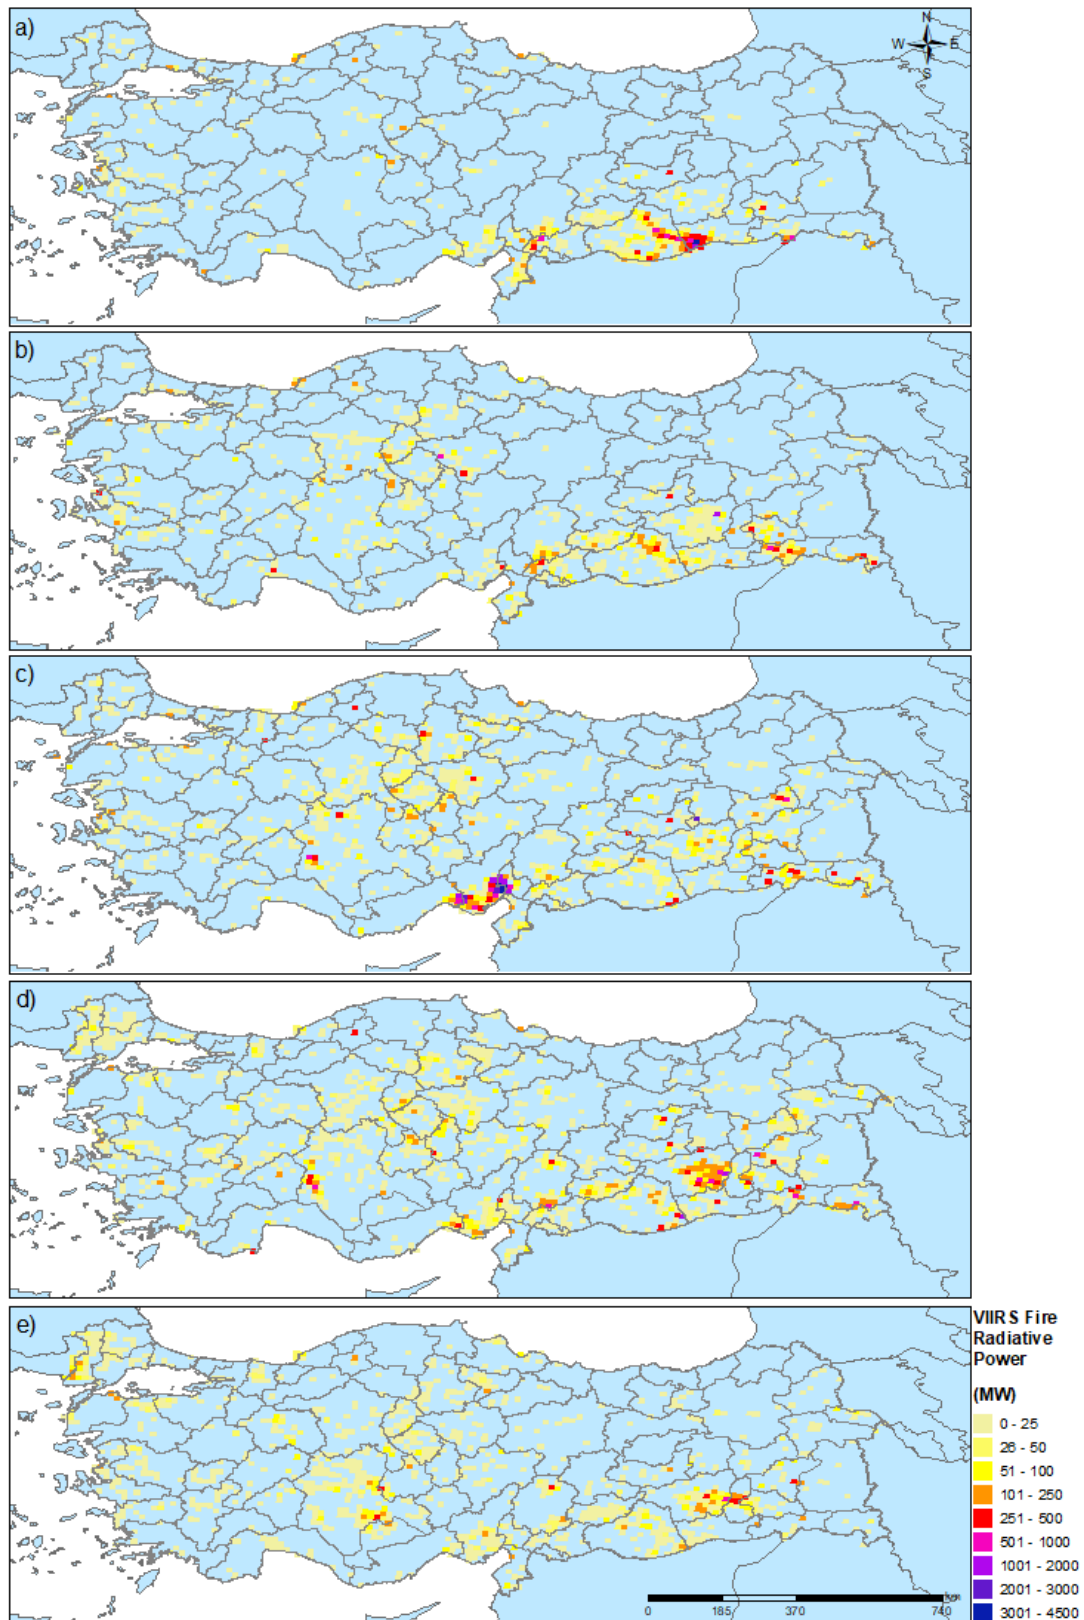 a)
N
W E
S
b)
c)
d)
e)
VIIRS Fire
Radiative
Power
(MW)
0 - 25
26 - 50
51 - 100
101 - 250
251 - 500
501 - 1000
1001 - 2000
2001 - 3000
3001 - 4500
km
0 185 370 740